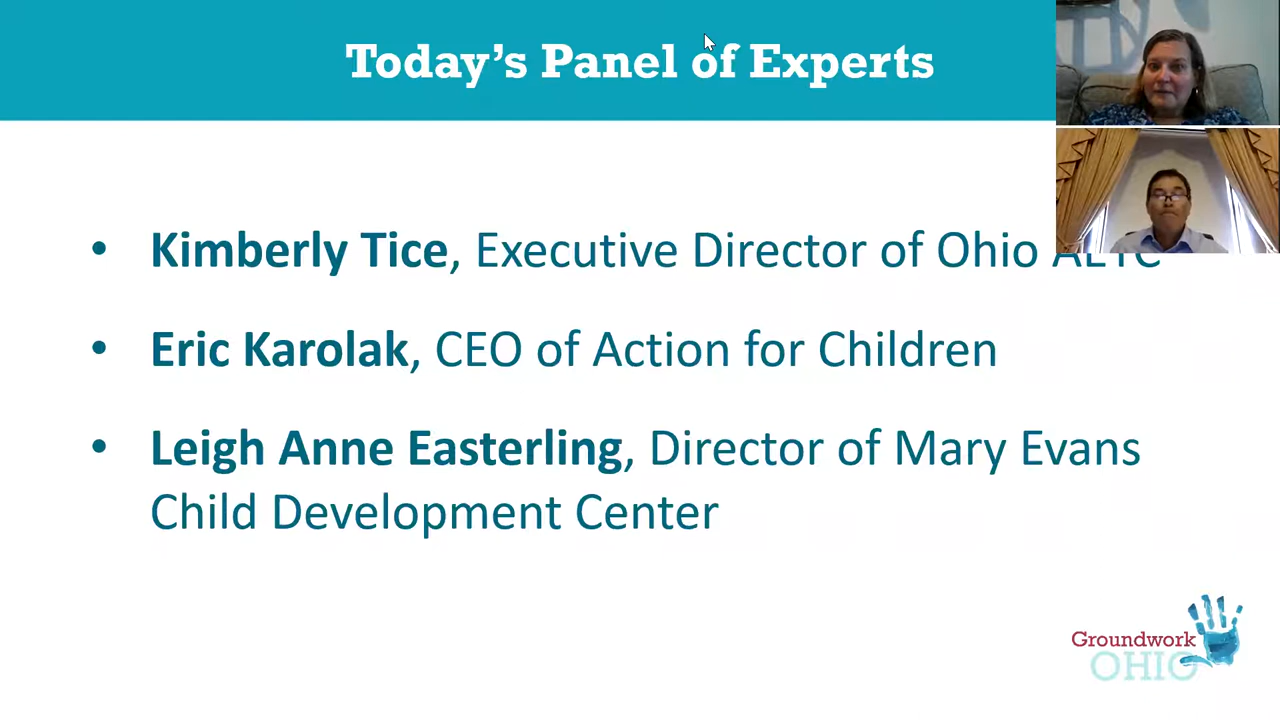 Today's Panel of Experts
• Kimberly Tice, Executive Director of Ohio
• Eric Karolak, CEO of Action for Children
• Leigh Anne Easterling, Director of Mary Evans
Child Development Center
Groundwork
OHIO